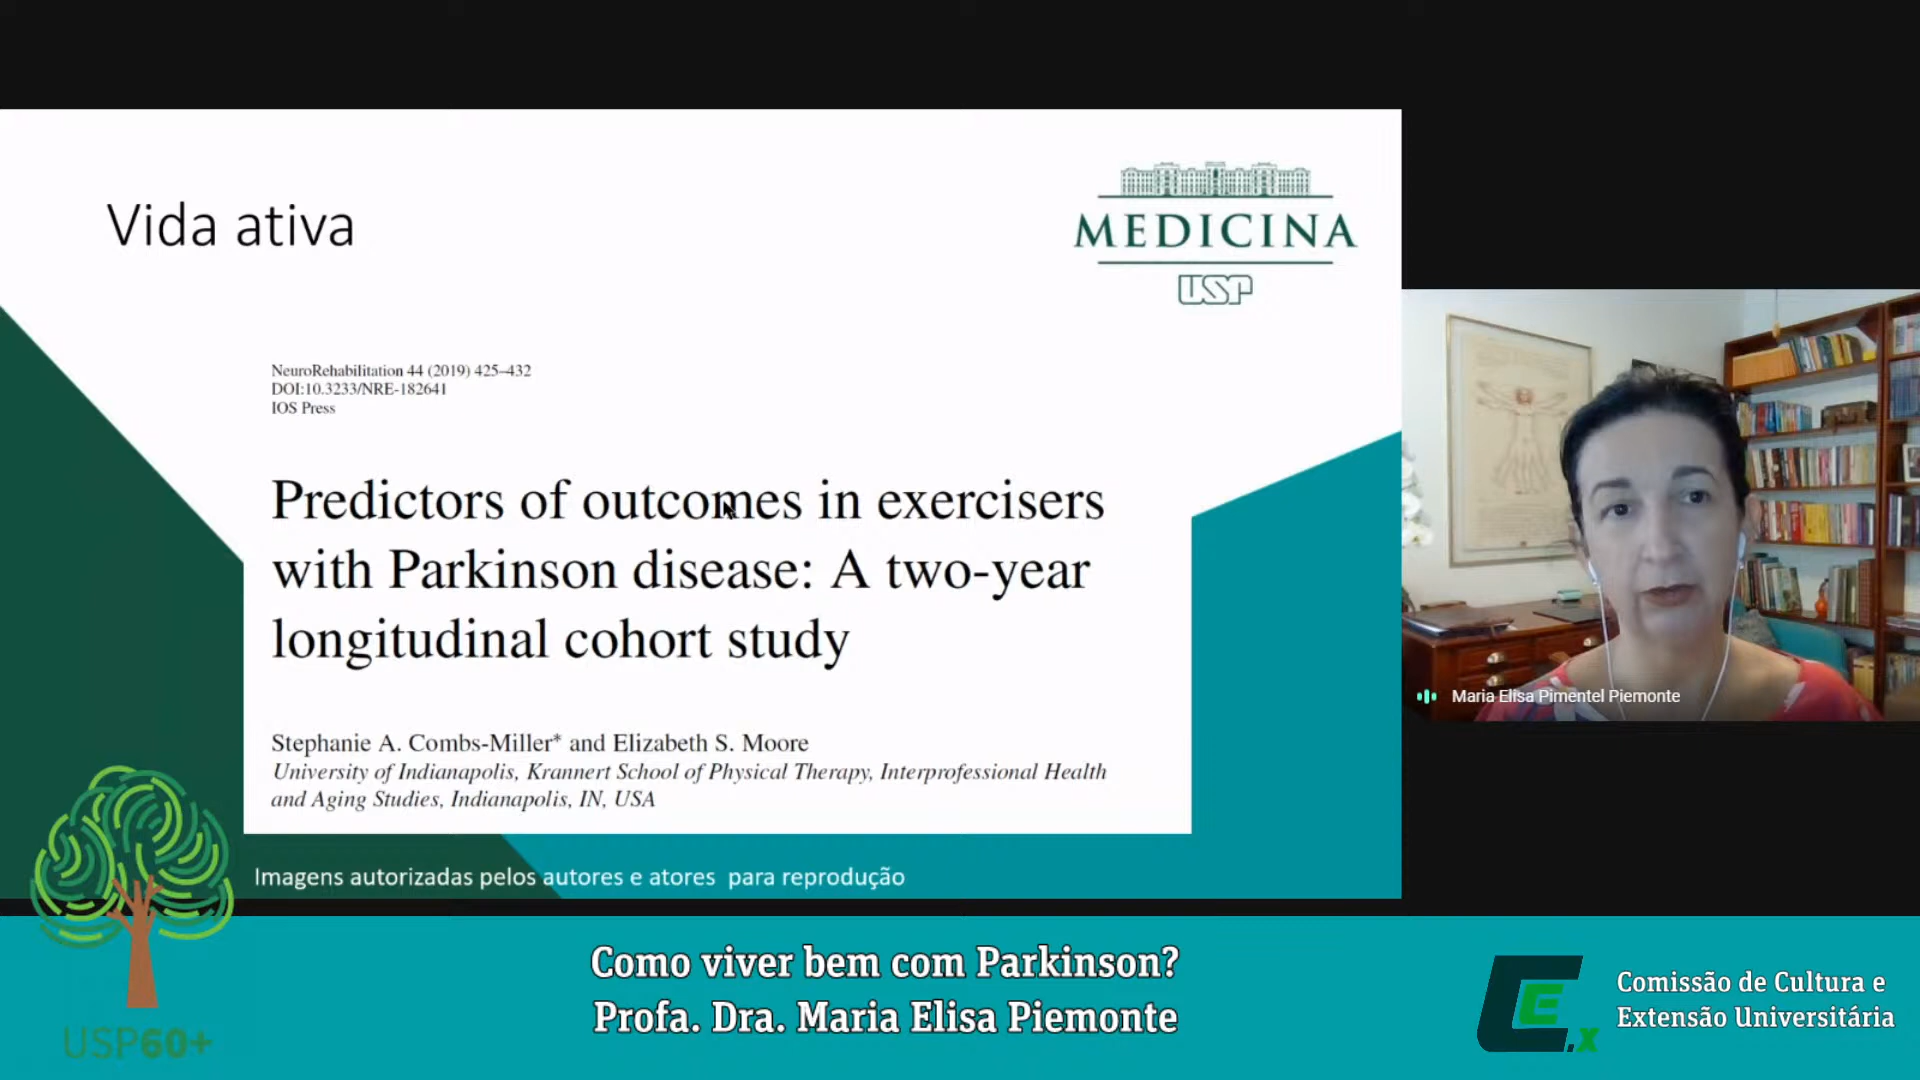 Vida ativa
MEDICINA
USP
NeuroRehabilitation 44 (2019) 425–432
DOI:10.3233/NRE-182641
IOS Press
Predictors of outcomes in exercisers
with Parkinson disease: A two-year
longitudinal cohort study
Stephanie A. Combs-Miller* and Elizabeth S. Moore
University of Indianapolis, Krannert School of Physical Therapy, Interprofessional Health
and Aging Studies, Indianapolis, IN, USA
Imagens autorizadas pelos autores e atores para reprodução
Maria Elisa Pimentel Piemonte
USP60+
Como viver bem com Parkinson?
Profa. Dra. Maria Elisa Piemonte
CEx
Comissão de Cultura e
Extensão Universitária